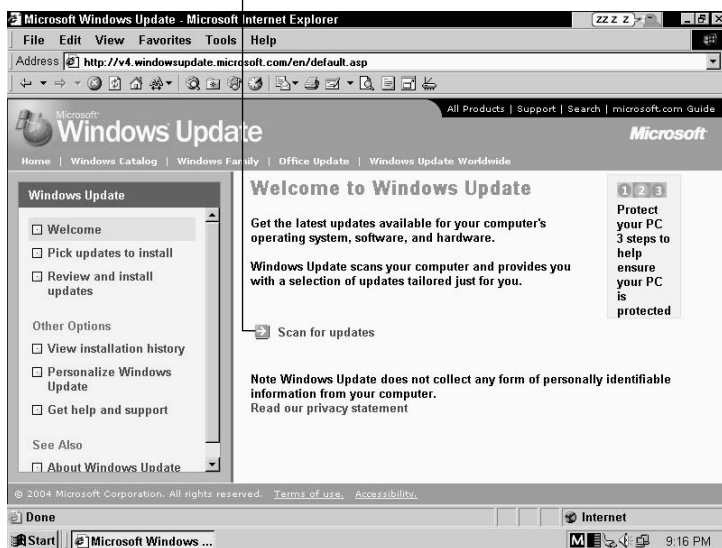 Microsoft Windows Update - Microsoft Internet Explorer
zz z z
File Edit View Favorites Tools Help
Address http://v4.windowsupdate.microsoft.com/en/default.asp
All Products | Support | Search | microsoft.com Guide
Microsoft
Windows Update
Microsoft
Home | Windows Catalog | Windows Family | Office Update | Windows Update Worldwide
Windows Update
Welcome
Pick updates to install
Review and install
updates
Other Options
View installation history
Personalize Windows
Update
Get help and support
See Also
About Windows Update
Welcome to Windows Update
Get the latest updates available for your computer's
operating system, software, and hardware.
Windows Update scans your computer and provides you
with a selection of updates tailored just for you.
Scan for updates
Note Windows Update does not collect any form of personally identifiable
information from your computer.
Read our privacy statement
1 2 3
Protect
your PC
3 steps to
help
ensure
your PC
is
protected
© 2004 Microsoft Corporation. All rights reserved. Terms of use. Accessibility.
Done
Internet
Start
Microsoft Windows ...
M
9:16 PM